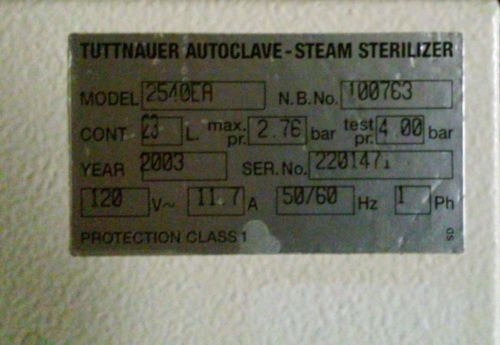 TUTTNAUER AUTOCLAVE - STEAM STERILIZER
MODEL 2540EA N.B.No. 100763
CONT 23 L. max. pr. 2.76 bar test pr. 4.00 bar
YEAR 2003 SER. No. 2201471
120 V~ 11.7 A 50/60 Hz 1 Ph
PROTECTION CLASS 1